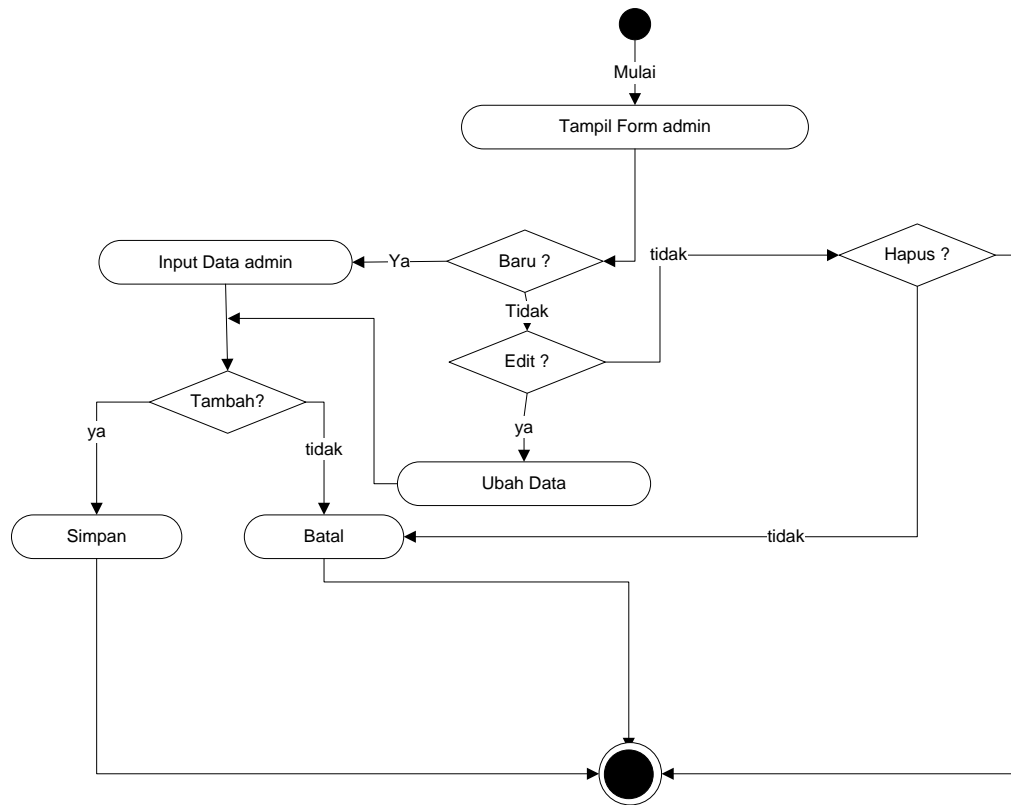 Mulai
Tampil Form admin
Input Data admin
Ya
Baru ?
tidak
Hapus ?
Tidak
Edit ?
Tambah?
ya
ya
tidak
Ubah Data
Simpan
Batal
tidak